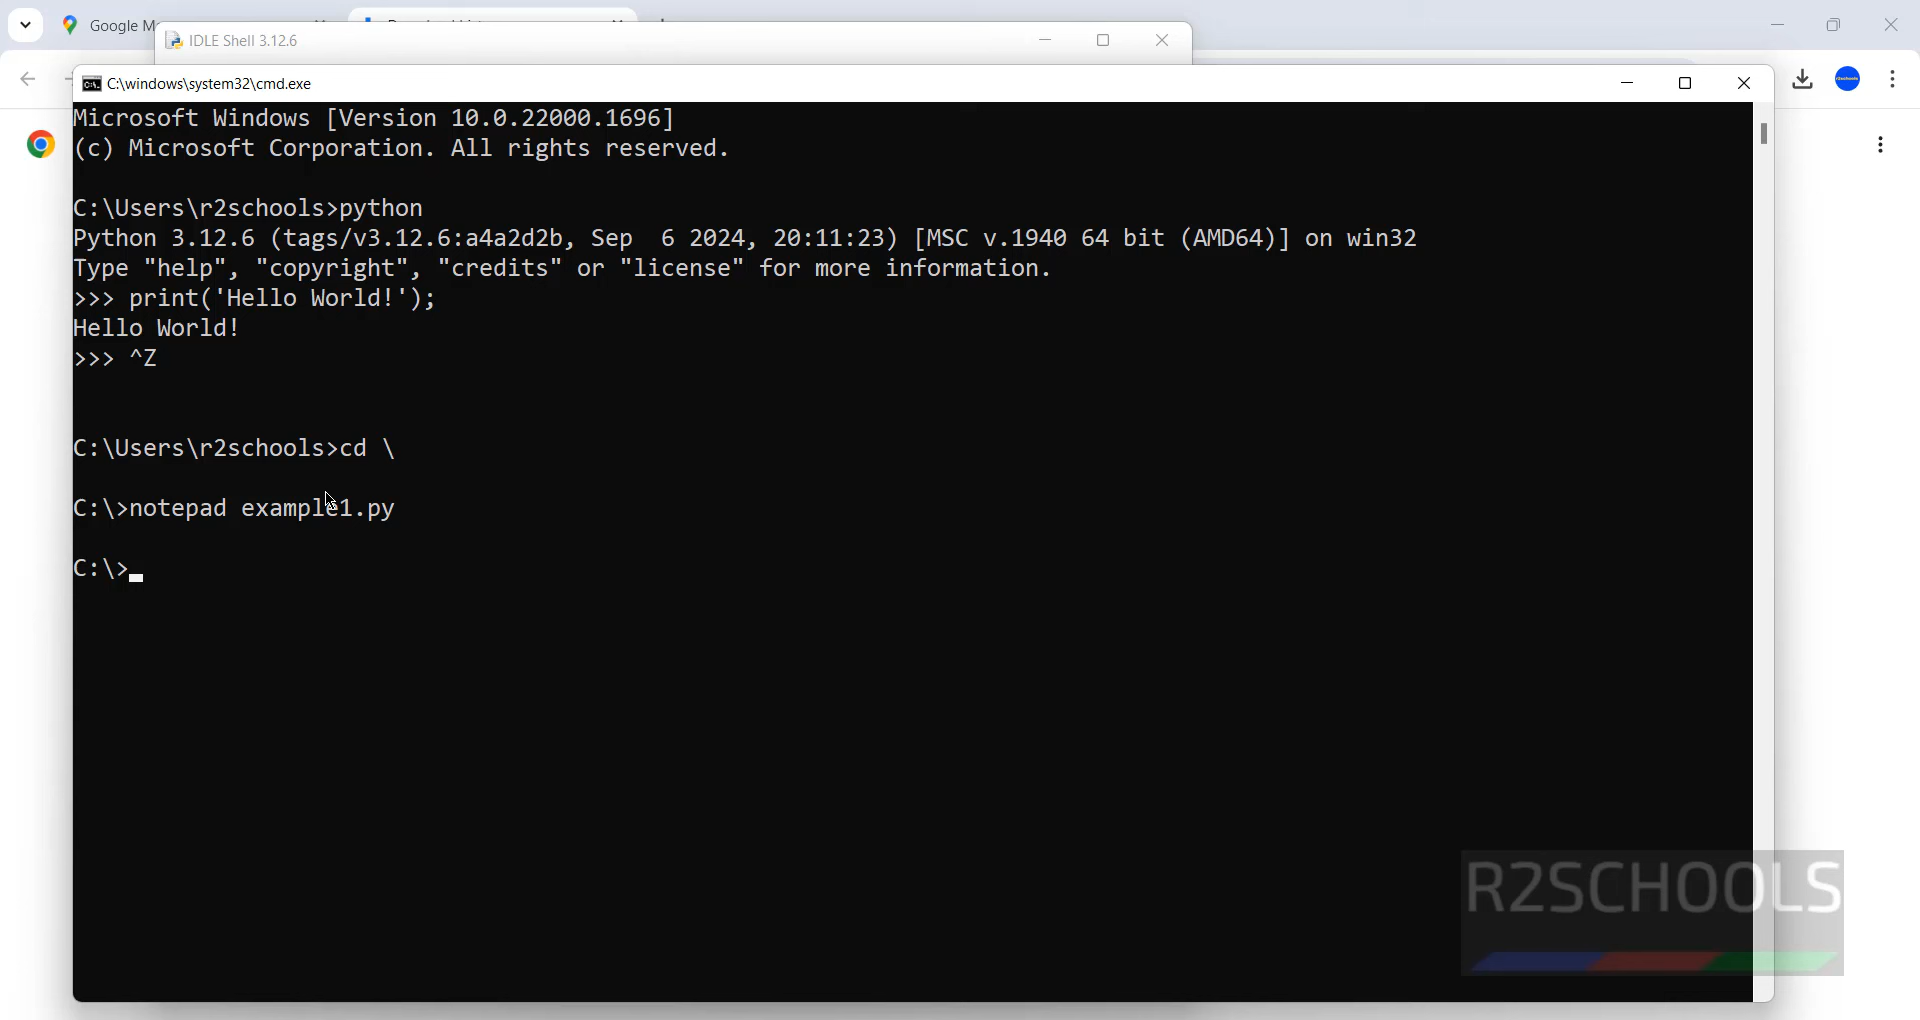 Google M
IDLE Shell 3.12.6
C:\windows\system32\cmd.exe
Microsoft Windows [Version 10.0.22000.1696]
(c) Microsoft Corporation. All rights reserved.
C:\Users\r2schools>python
Python 3.12.6 (tags/v3.12.6:a4a2d2b, Sep  6 2024, 20:11:23) [MSC v.1940 64 bit (AMD64)] on win32
Type "help", "copyright", "credits" or "license" for more information.
>>> print('Hello World!');
Hello World!
>>> ^Z
C:\Users\r2schools>cd \
C:\>notepad example1.py
C:\>
R2SCHOOLS